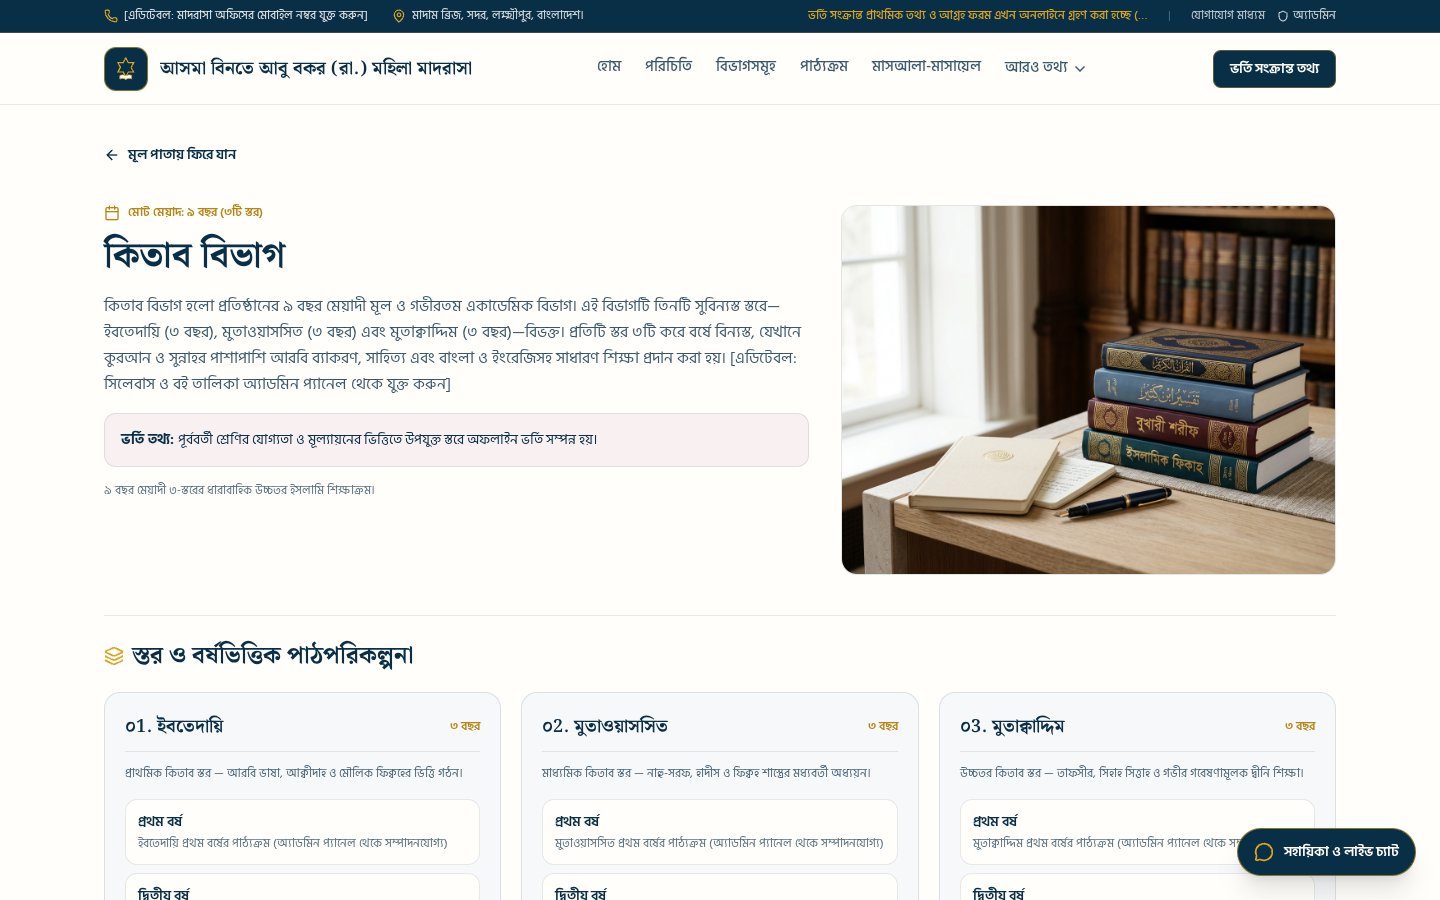 [এডিটেবল: মাদরাসা অফিসের মোবাইল নম্বর যুক্ত করুন]
মাদাম ব্রিজ, সদর, লক্ষ্মীপুর, বাংলাদেশ।
ভর্তি সংক্রান্ত প্রাথমিক তথ্য ও আগ্রহ ফরম এখন অনলাইনে গ্রহণ করা হচ্ছে (...
যোগাযোগ মাধ্যম
অ্যাডমিন
আসমা বিনতে আবু বকর (রা.) মহিলা মাদরাসা
হোম
পরিচিতি
বিভাগসমূহ
পাঠ্যক্রম
মাসআলা-মাসায়েল
আরও তথ্য
ভর্তি সংক্রান্ত তথ্য
মূল পাতায় ফিরে যান
মোট মেয়াদ: ৯ বছর (৩টি স্তর)
কিতাব বিভাগ
কিতাব বিভাগ হলো প্রতিষ্ঠানের ৯ বছর মেয়াদী মূল ও গভীরতম একাডেমিক বিভাগ। এই বিভাগটি তিনটি সুবিন্যস্ত স্তরে—
ইবতেদায়ি (৩ বছর), মুতাওয়াসসিত (৩ বছর) এবং মুতাক্বাদ্দিম (৩ বছর)—বিভক্ত। প্রতিটি স্তর ৩টি করে বর্ষে বিন্যস্ত, যেখানে
কুরআন ও সুন্নাহর পাশাপাশি আরবি ব্যাকরণ, সাহিত্য এবং বাংলা ও ইংরেজিসহ সাধারণ শিক্ষা প্রদান করা হয়। [এডিটেবল:
সিলেবাস ও বই তালিকা অ্যাডমিন প্যানেল থেকে যুক্ত করুন]
ভর্তি তথ্য: পূর্ববর্তী শ্রেণির যোগ্যতা ও মূল্যায়নের ভিত্তিতে উপযুক্ত স্তরে অফলাইন ভর্তি সম্পন্ন হয়।
৯ বছর মেয়াদী ৩-স্তরের ধারাবাহিক উচ্চতর ইসলামি শিক্ষাক্রম।
القرآن الكريم
تفسير ابن كثير
বুখারী শরীফ
ইসলামিক ফিকাহ
স্তর ও বর্ষভিত্তিক পাঠপরিকল্পনা
০1. ইবতেদায়ি
৩ বছর
প্রাথমিক কিতাব স্তর — আরবি ভাষা, আক্বীদাহ ও মৌলিক ফিক্বহের ভিত্তি গঠন।
প্রথম বর্ষ
ইবতেদায়ি প্রথম বর্ষের পাঠ্যক্রম (অ্যাডমিন প্যানেল থেকে সম্পাদনযোগ্য)
দ্বিতীয় বর্ষ
০2. মুতাওয়াসসিত
৩ বছর
মাধ্যমিক কিতাব স্তর — নাহু-সরফ, হাদীস ও ফিক্বহ শাস্ত্রের মধ্যবর্তী অধ্যয়ন।
প্রথম বর্ষ
মুতাওয়াসসিত প্রথম বর্ষের পাঠ্যক্রম (অ্যাডমিন প্যানেল থেকে সম্পাদনযোগ্য)
দ্বিতীয় বর্ষ
০3. মুতাক্বাদ্দিম
৩ বছর
উচ্চতর কিতাব স্তর — তাফসীর, সিহাহ সিত্তাহ ও গভীর গবেষণামূলক দ্বীনি শিক্ষা।
প্রথম বর্ষ
মুতাক্বাদ্দিম প্রথম বর্ষের পাঠ্যক্রম (অ্যাডমিন প্যানেল থেকে
দ্বিতীয় বর্ষ
সহায়িকা ও লাইভ চ্যাট